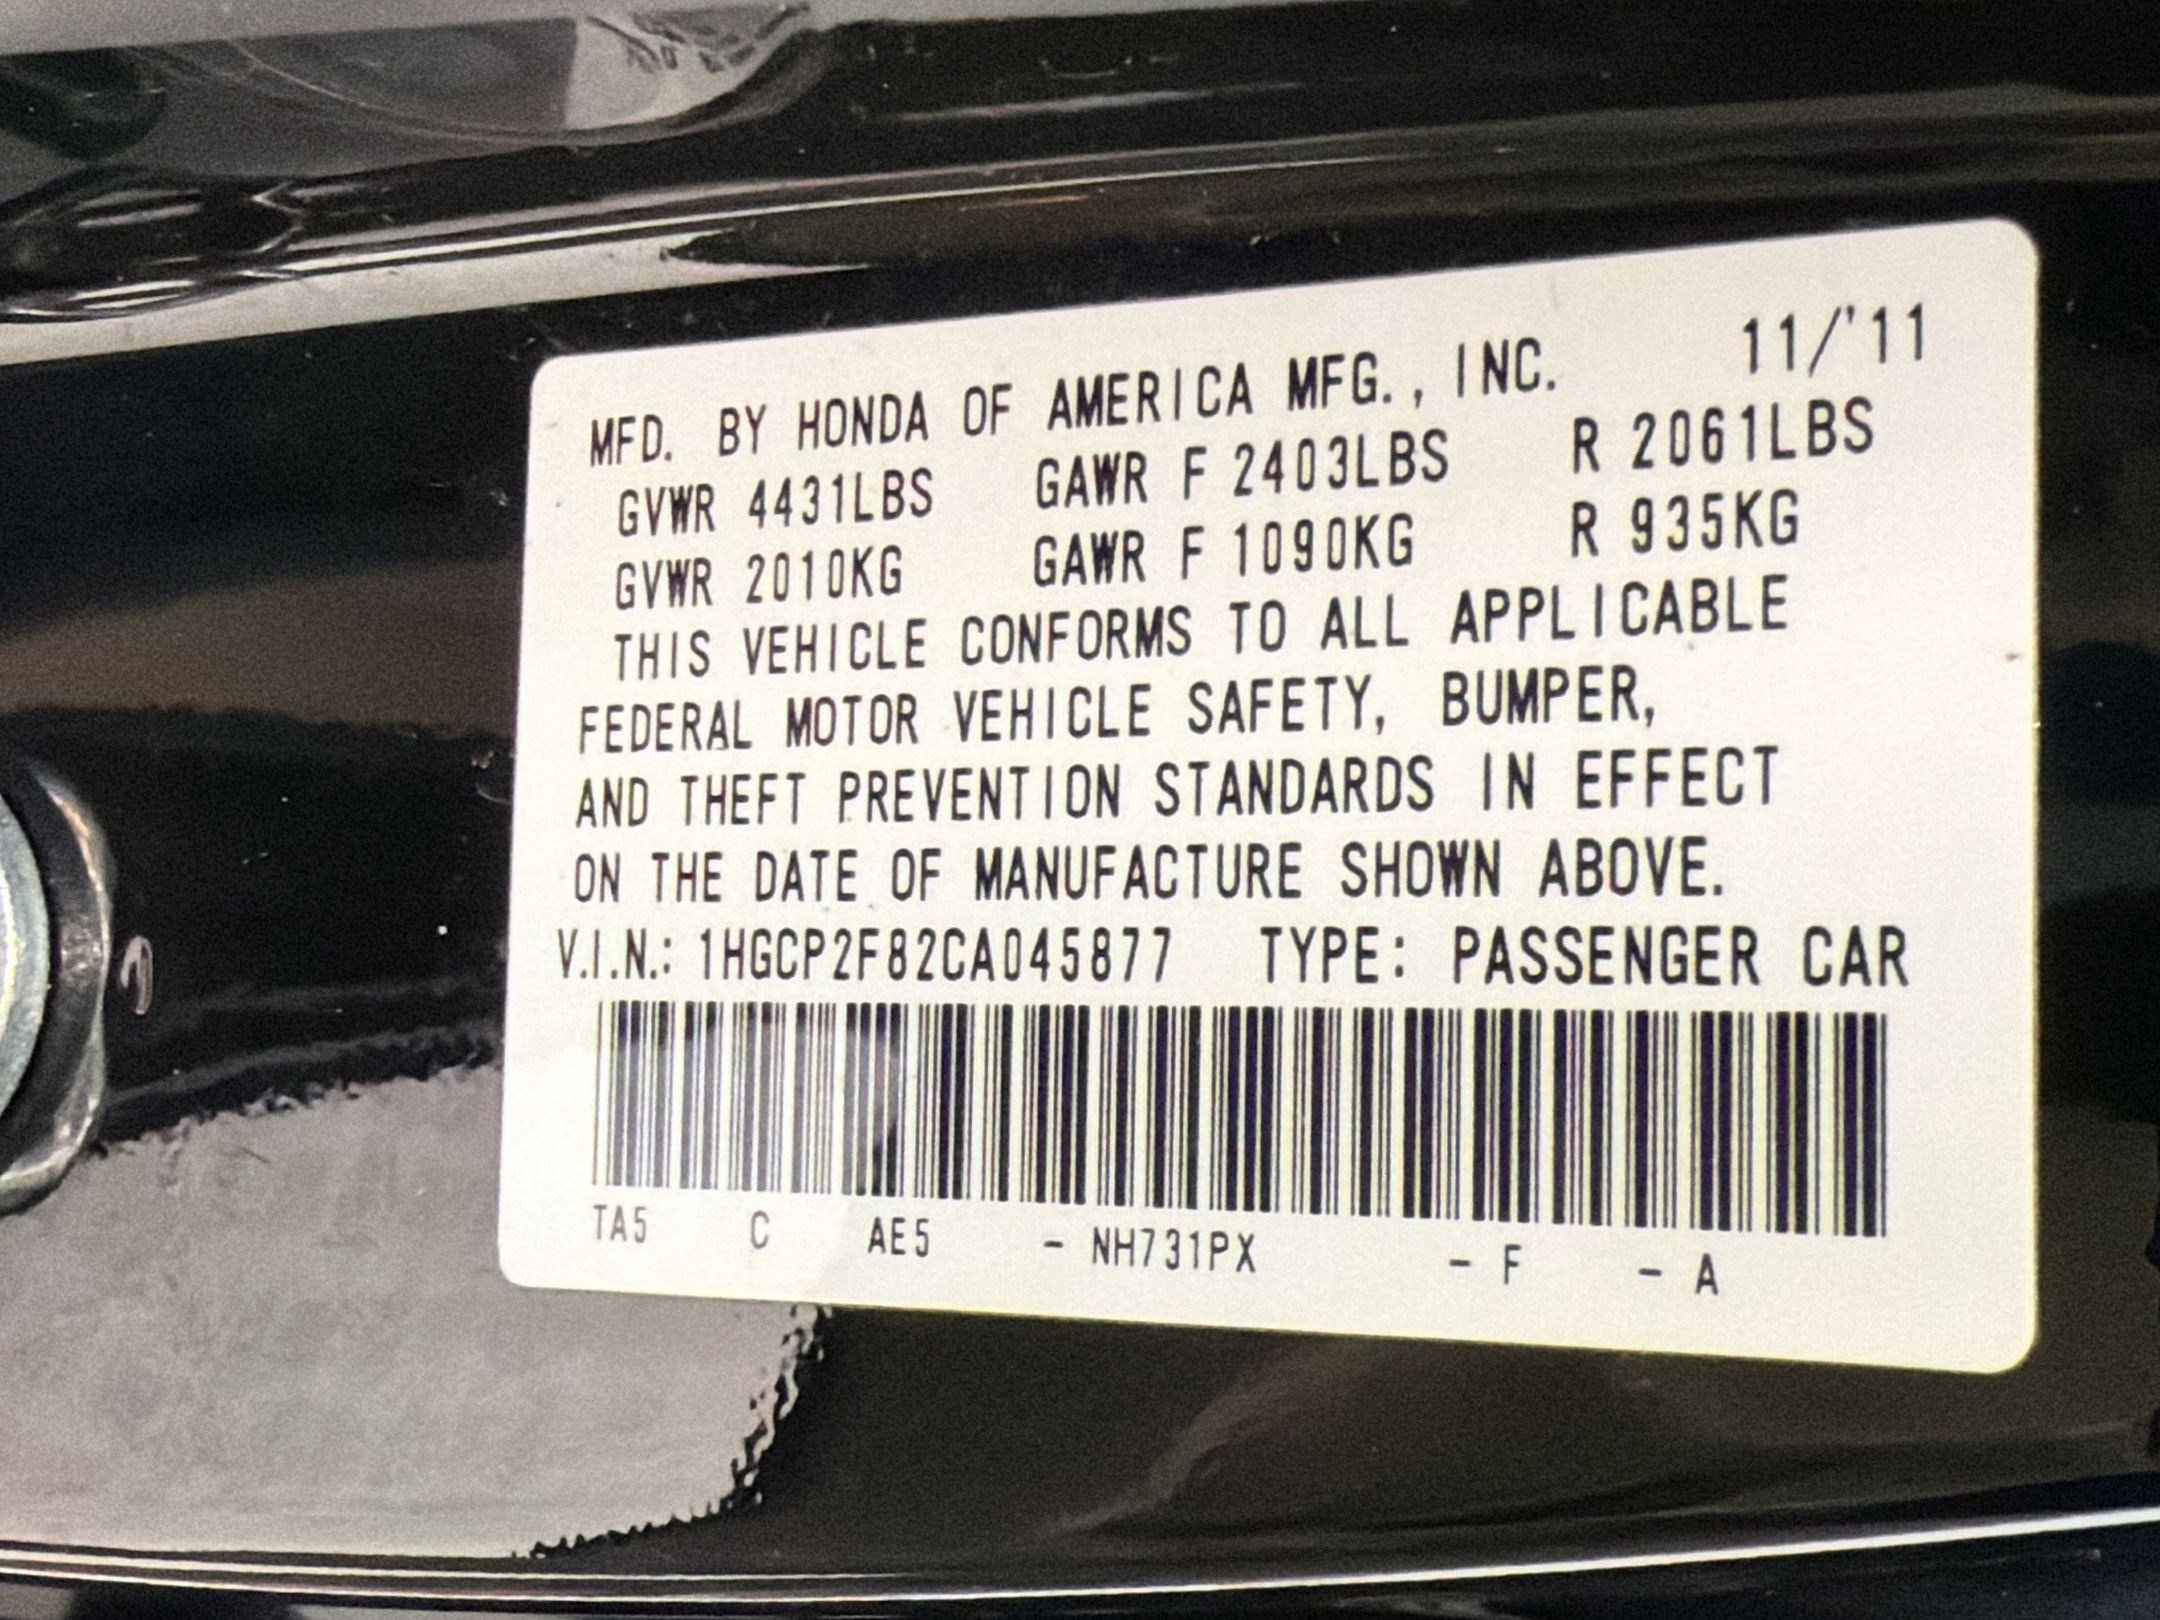 MFD. BY HONDA OF AMERICA MFG., INC. 11/'11
GVWR 4431LBS GAWR F 2403LBS R 2061LBS
GVWR 2010KG GAWR F 1090KG R 935KG
THIS VEHICLE CONFORMS TO ALL APPLICABLE
FEDERAL MOTOR VEHICLE SAFETY, BUMPER,
AND THEFT PREVENTION STANDARDS IN EFFECT
ON THE DATE OF MANUFACTURE SHOWN ABOVE.
V.I.N.: 1HGCP2F82CA045877 TYPE: PASSENGER CAR
TA5 C AE5 - NH731PX - F - A